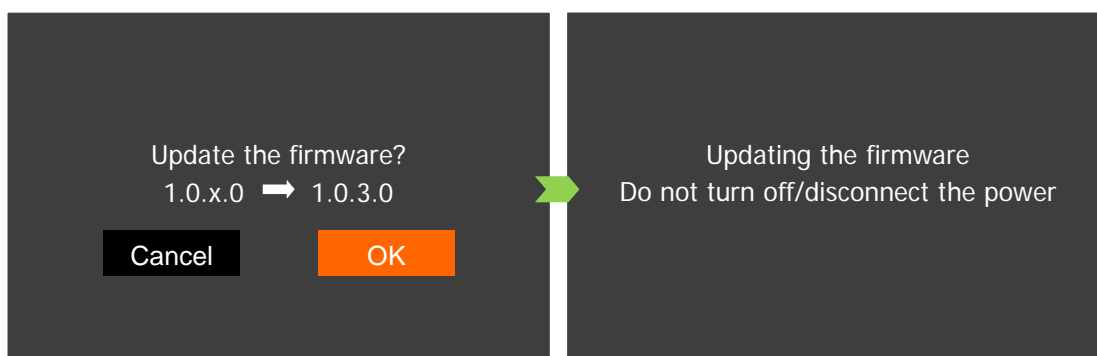 Update the firmware?
1.0.x.0 ➡ 1.0.3.0
Cancel
OK
Updating the firmware
Do not turn off/disconnect the power